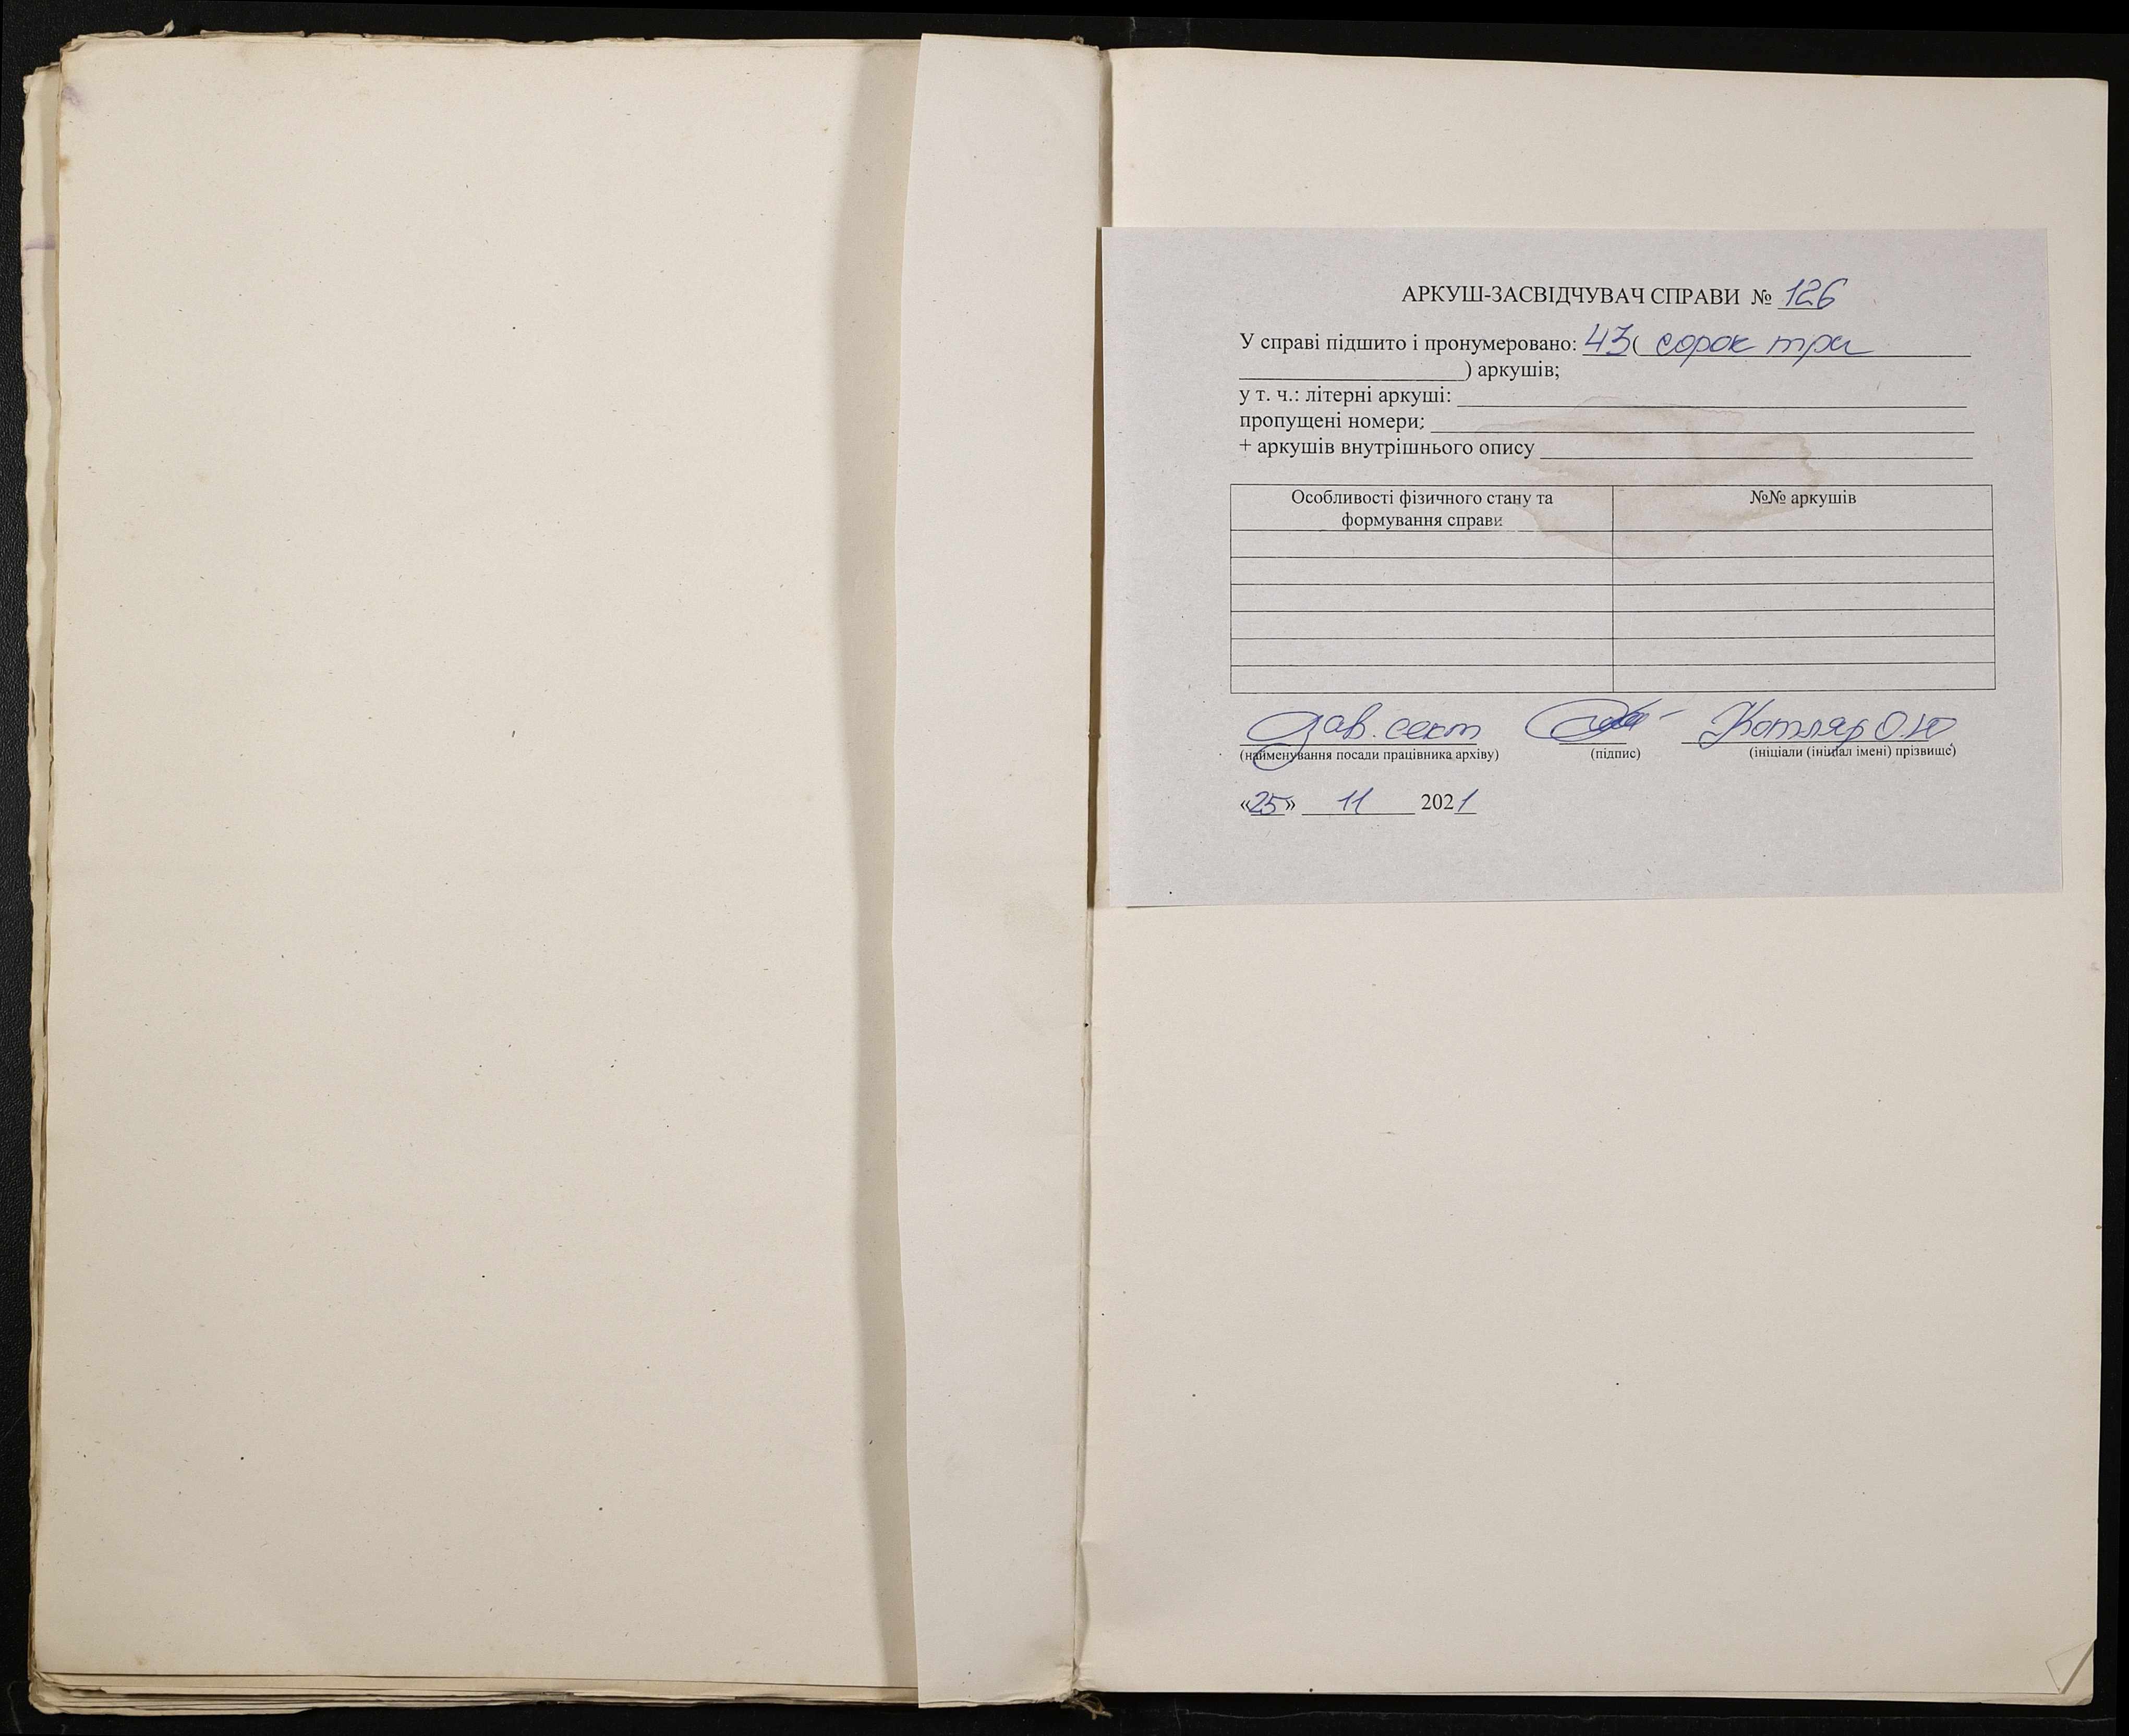 АРКУШ-ЗАСВІДЧУВАЧ СПРАВИ № 126
У справі підшито і пронумеровано: 43( сорок три
) аркушів;
у т. ч.: літерні аркуші:
пропущені номери:
+ аркушів внутрішнього опису
Особливості фізичного стану та
формування справи
№№ аркушів
зав. сект Котляр О.Ю
(найменування посади працівника архіву) (підпис) (ініціали (ініціал імені) прізвище)
«25» 11 2021